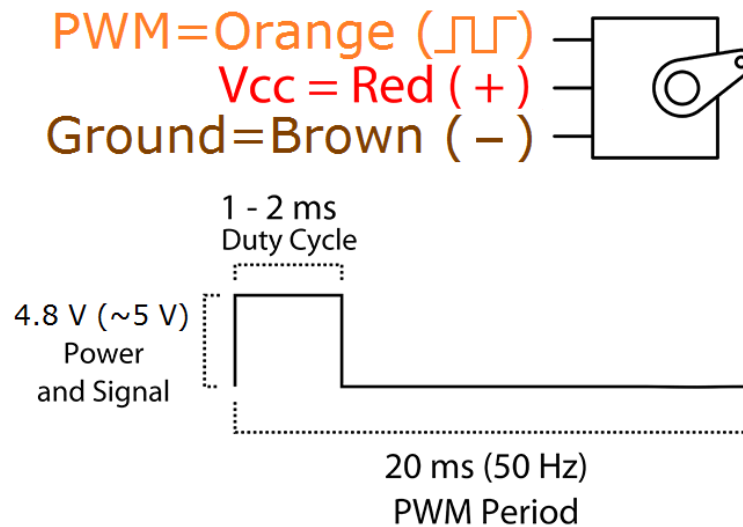 PWM=Orange (⎍⎍)
Vcc = Red ( + )
Ground=Brown ( − )
1 - 2 ms
Duty Cycle
4.8 V (~5 V)
Power
and Signal
20 ms (50 Hz)
PWM Period